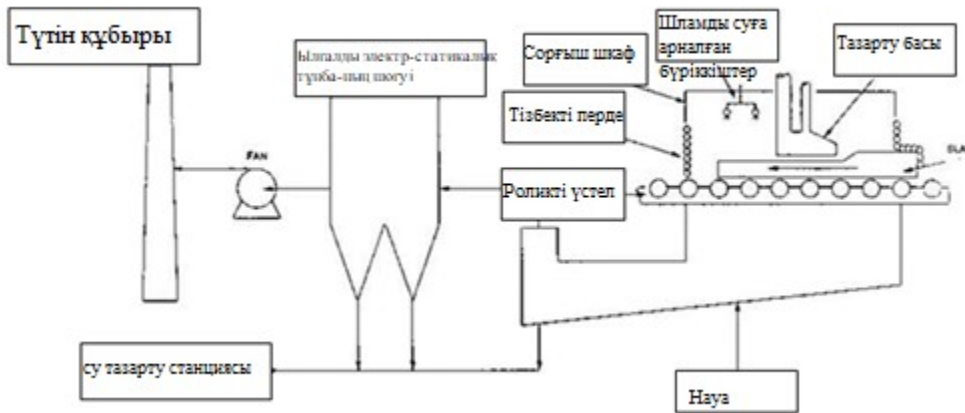 Түтін құбыры
Ылғалды электр-статикалық
тұнба-ның шөгуі
Сорғыш шкаф
Шламды суға
арналған
бүріккіштер
Тазарту басы
Тізбекті перде
FAN
SLA
Роликті үстел
су тазарту станциясы
Науа